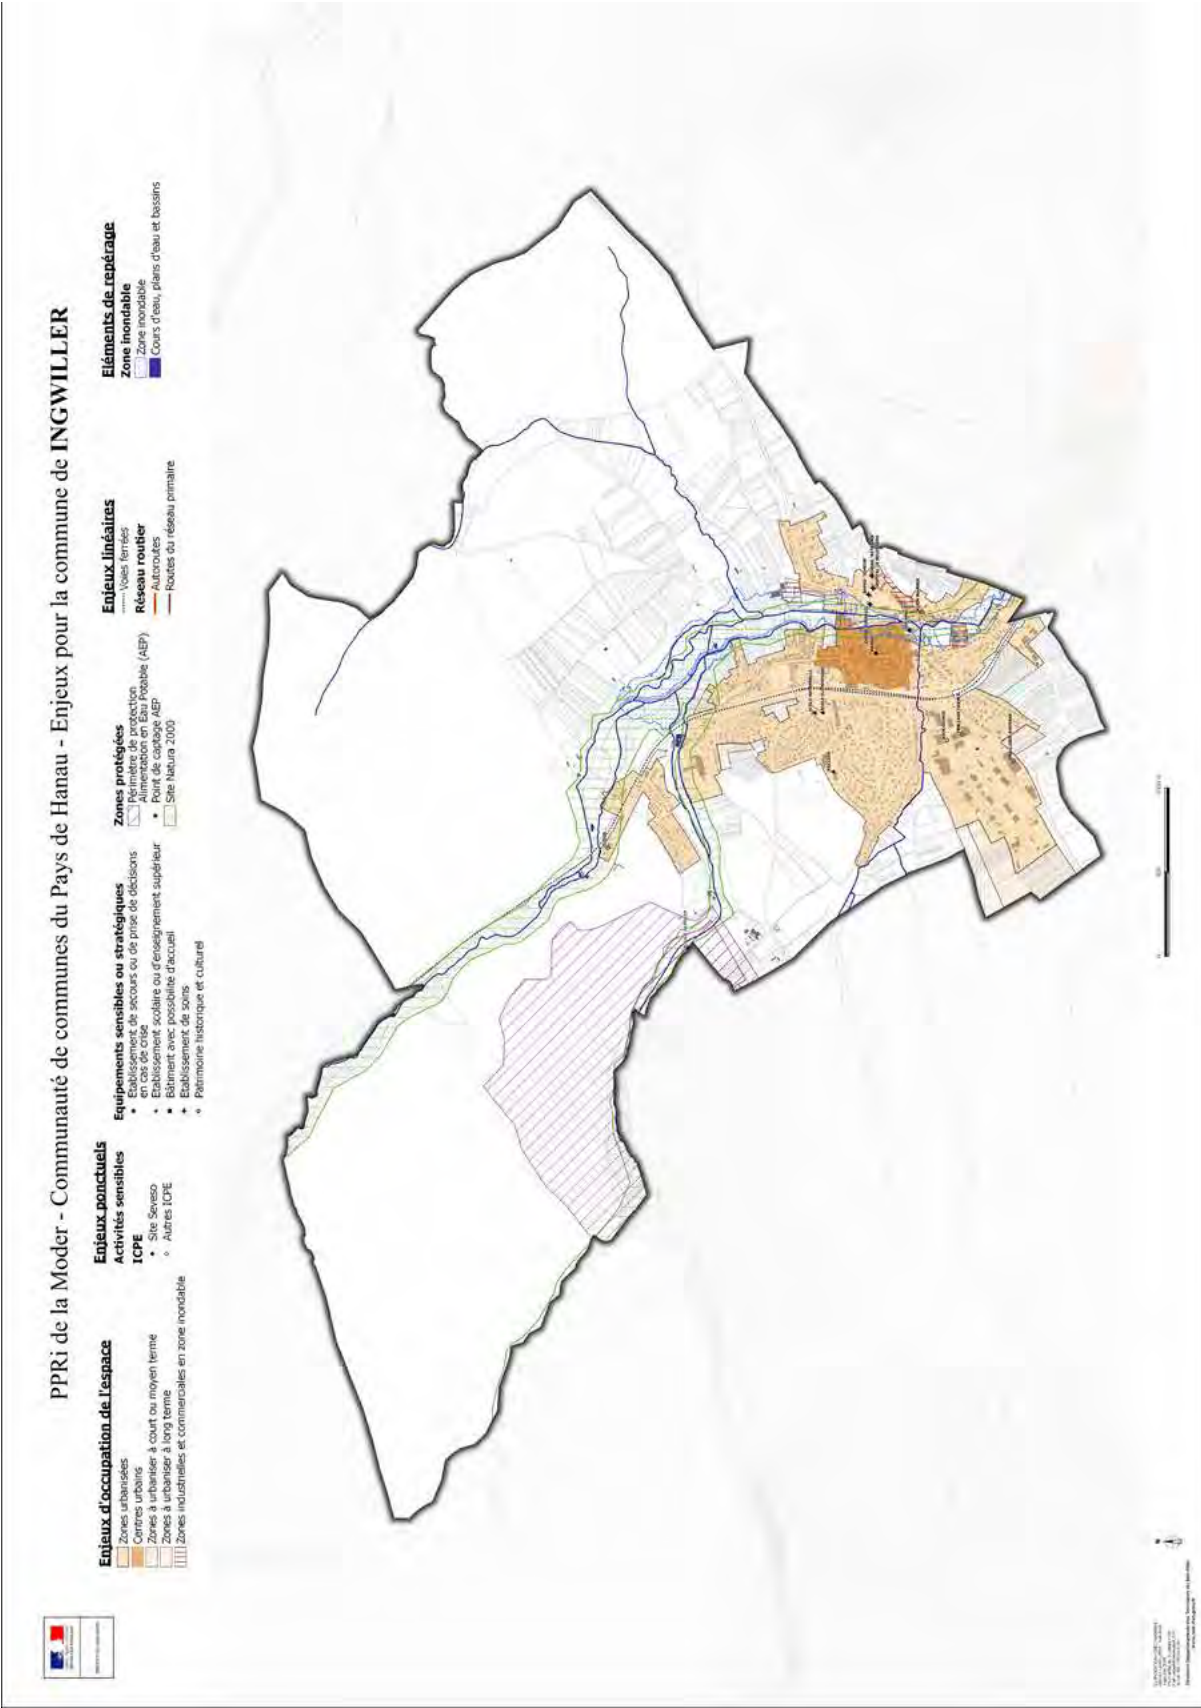 PPRi de la Moder - Communauté de communes du Pays de Hanau - Enjeux pour la commune de INGWILLER
Enjeux d'occupation de l'espace
Zones urbanisées
Centres urbains
Zones à urbaniser à court ou moyen terme
Zones à urbaniser à long terme
Zones industrielles et commerciales en zone inondable
Enjeux ponctuels
Activités sensibles
ICPE
Site Seveso
Autres ICPE
Equipements sensibles ou stratégiques
Etablissement de secours ou de prise de décisions
en cas de crise
Etablissement scolaire ou d'enseignement supérieur
Bâtiment avec possibilité d'accueil
Etablissement de soins
Patrimoine historique et culturel
Zones protégées
Périmètre de protection
Alimentation en Eau Potable (AEP)
Point de captage AEP
Site Natura 2000
Enjeux linéaires
Voies ferrées
Réseau routier
Autoroutes
Routes du réseau primaire
Eléments de repérage
Zone inondable
Zone inondable
Cours d'eau, plans d'eau et bassins
N